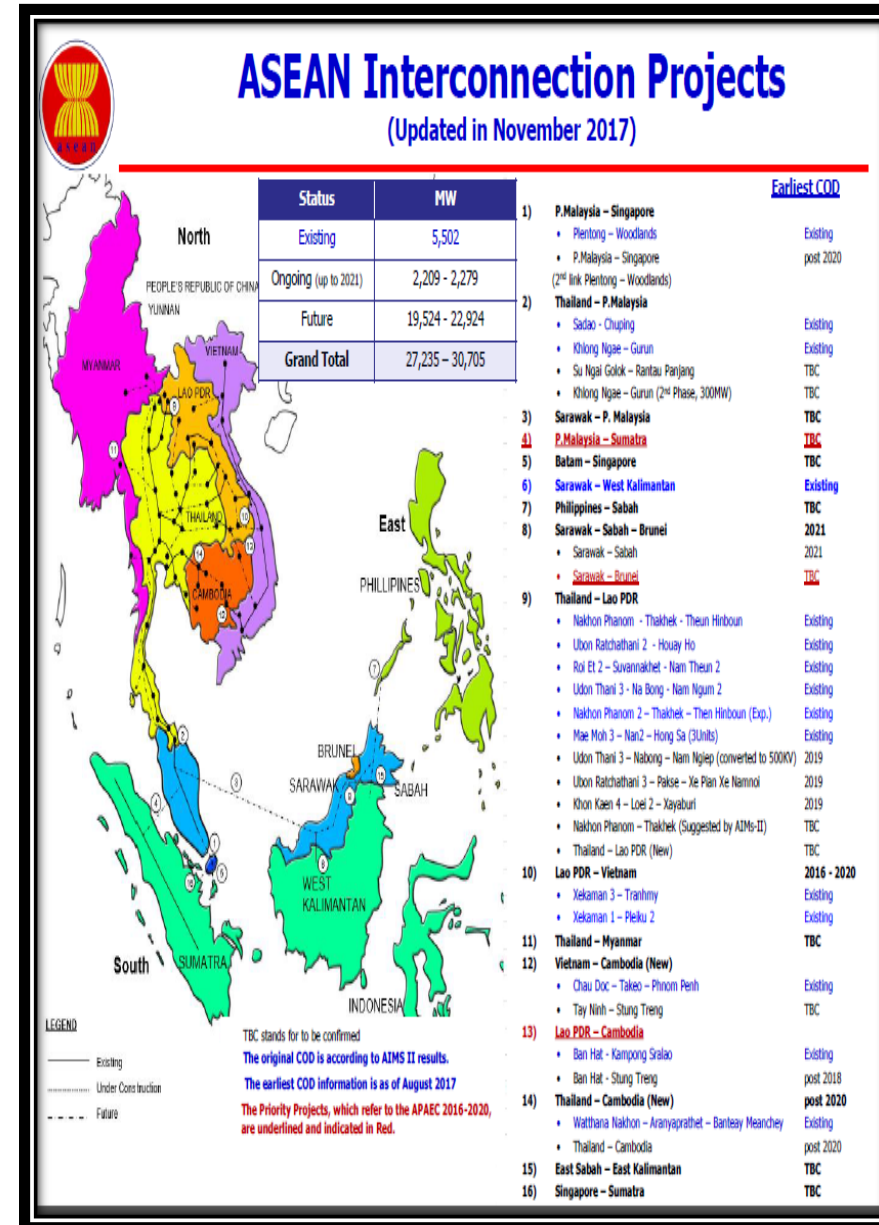 asean
ASEAN Interconnection Projects
(Updated in November 2017)
Status MW
Existing 5,502
Ongoing (up to 2021) 2,209 - 2,279
Future 19,524 - 22,924
Grand Total 27,235 – 30,705
North
PEOPLE'S REPUBLIC OF CHINA
YUNNAN
MYANMAR
VIETNAM
LAO PDR
9
11
THAILAND
10
14
12
CAMBODIA
13
East
PHILLIPINES
7
2
BRUNEI
SARAWAK
15
SABAH
3
4
1
5
16
6
WEST
KALIMANTAN
South
SUMATRA
INDONESIA
LEGEND
Existing
Under Construction
Future
TBC stands for to be confirmed
The original COD is according to AIMS II results.
The earliest COD information is as of August 2017
The Priority Projects, which refer to the APAEC 2016-2020,
are underlined and indicated in Red.
Earliest COD
1) P.Malaysia – Singapore
• Plentong – Woodlands Existing
• P.Malaysia – Singapore post 2020
(2nd link Plentong – Woodlands)
2) Thailand – P.Malaysia
• Sadao - Chuping Existing
• Khlong Ngae – Gurun Existing
• Su Ngai Golok – Rantau Panjang TBC
• Khlong Ngae – Gurun (2nd Phase, 300MW) TBC
3) Sarawak – P. Malaysia TBC
4) P.Malaysia – Sumatra TBC
5) Batam – Singapore TBC
6) Sarawak – West Kalimantan Existing
7) Philippines – Sabah TBC
8) Sarawak – Sabah – Brunei 2021
• Sarawak – Sabah 2021
• Sarawak – Brunei TBC
9) Thailand – Lao PDR
• Nakhon Phanom - Thakhek - Theun Hinboun Existing
• Ubon Ratchathani 2 - Houay Ho Existing
• Roi Et 2 – Suvannakhet - Nam Theun 2 Existing
• Udon Thani 3 - Na Bong - Nam Ngum 2 Existing
• Nakhon Phanom 2 – Thakhek – Then Hinboun (Exp.) Existing
• Mae Moh 3 – Nan2 – Hong Sa (3Units) Existing
• Udon Thani 3 – Nabong – Nam Ngiep (converted to 500KV) 2019
• Ubon Ratchathani 3 – Pakse – Xe Pian Xe Namnoi 2019
• Khon Kaen 4 – Loei 2 – Xayaburi 2019
• Nakhon Phanom – Thakhek (Suggested by AIMs-II) TBC
• Thailand – Lao PDR (New) TBC
10) Lao PDR – Vietnam 2016 - 2020
• Xekaman 3 – Tranhmy Existing
• Xekaman 1 – Pleiku 2 Existing
11) Thailand – Myanmar TBC
12) Vietnam – Cambodia (New)
• Chau Doc – Takeo – Phnom Penh Existing
• Tay Ninh – Stung Treng TBC
13) Lao PDR – Cambodia
• Ban Hat - Kampong Sralao Existing
• Ban Hat - Stung Treng post 2018
14) Thailand – Cambodia (New) post 2020
• Watthana Nakhon – Aranyaprathet – Banteay Meanchey Existing
• Thailand – Cambodia post 2020
15) East Sabah – East Kalimantan TBC
16) Singapore – Sumatra TBC